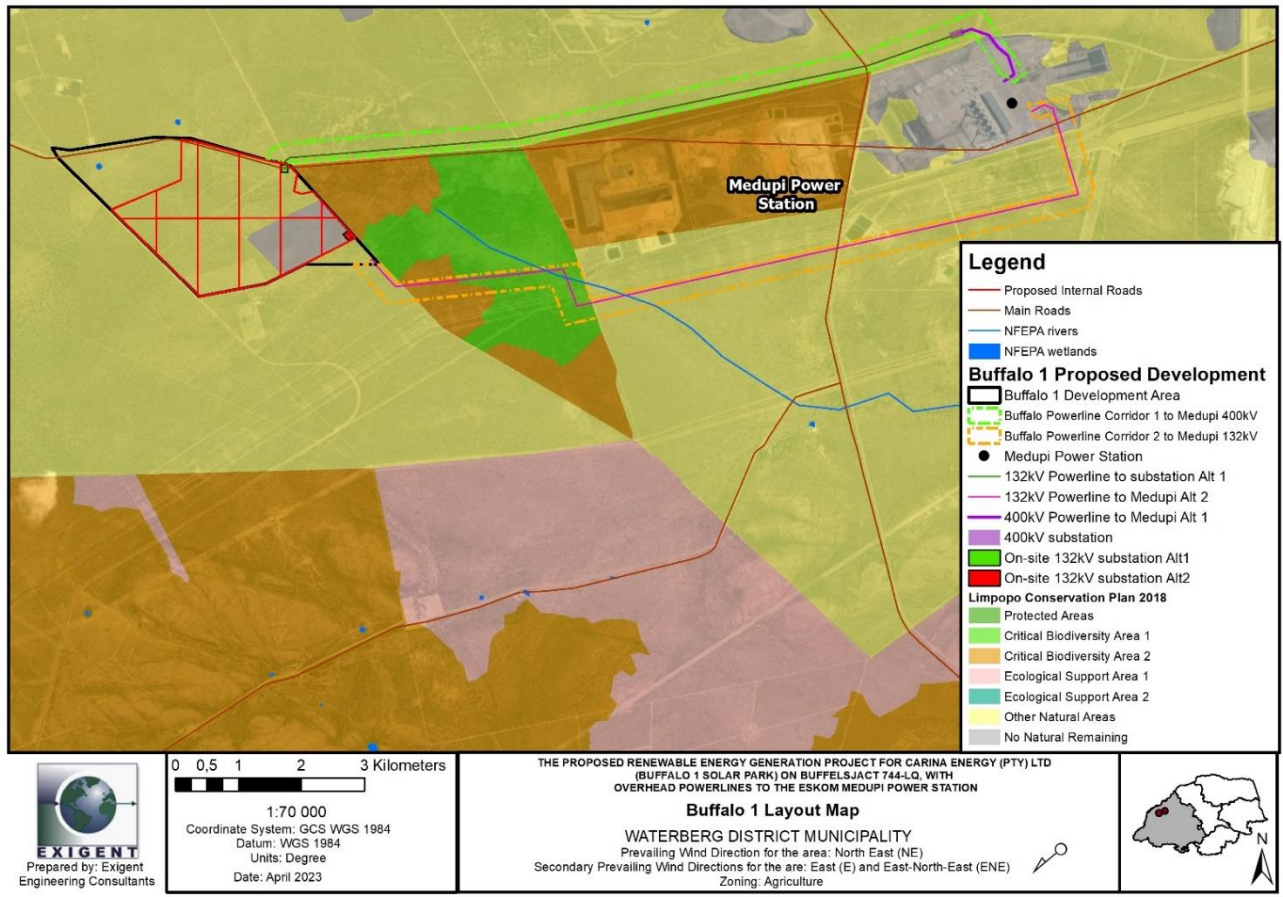 Medupi Power
Station
Legend
Proposed Internal Roads
Main Roads
NFEPA rivers
NFEPA wetlands
Buffalo 1 Proposed Development
Buffalo 1 Development Area
Buffalo Powerline Corridor 1 to Medupi 400kV
Buffalo Powerline Corridor 2 to Medupi 132kV
Medupi Power Station
132kV Powerline to substation Alt 1
132kV Powerline to Medupi Alt 2
400kV Powerline to Medupi Alt 1
400kV substation
On-site 132kV substation Alt1
On-site 132kV substation Alt2
Limpopo Conservation Plan 2018
Protected Areas
Critical Biodiversity Area 1
Critical Biodiversity Area 2
Ecological Support Area 1
Ecological Support Area 2
Other Natural Areas
No Natural Remaining
EXIGENT
Prepared by: Exigent
Engineering Consultants
0 0,5 1 2 3 Kilometers
1:70 000
Coordinate System: GCS WGS 1984
Datum: WGS 1984
Units: Degree
Date: April 2023
THE PROPOSED RENEWABLE ENERGY GENERATION PROJECT FOR CARINA ENERGY (PTY) LTD
(BUFFALO 1 SOLAR PARK) ON BUFFELSJACT 744-LQ, WITH
OVERHEAD POWERLINES TO THE ESKOM MEDUPI POWER STATION
Buffalo 1 Layout Map
WATERBERG DISTRICT MUNICIPALITY
Prevailing Wind Direction for the area: North East (NE)
Secondary Prevailing Wind Directions for the are: East (E) and East-North-East (ENE)
Zoning: Agriculture
N